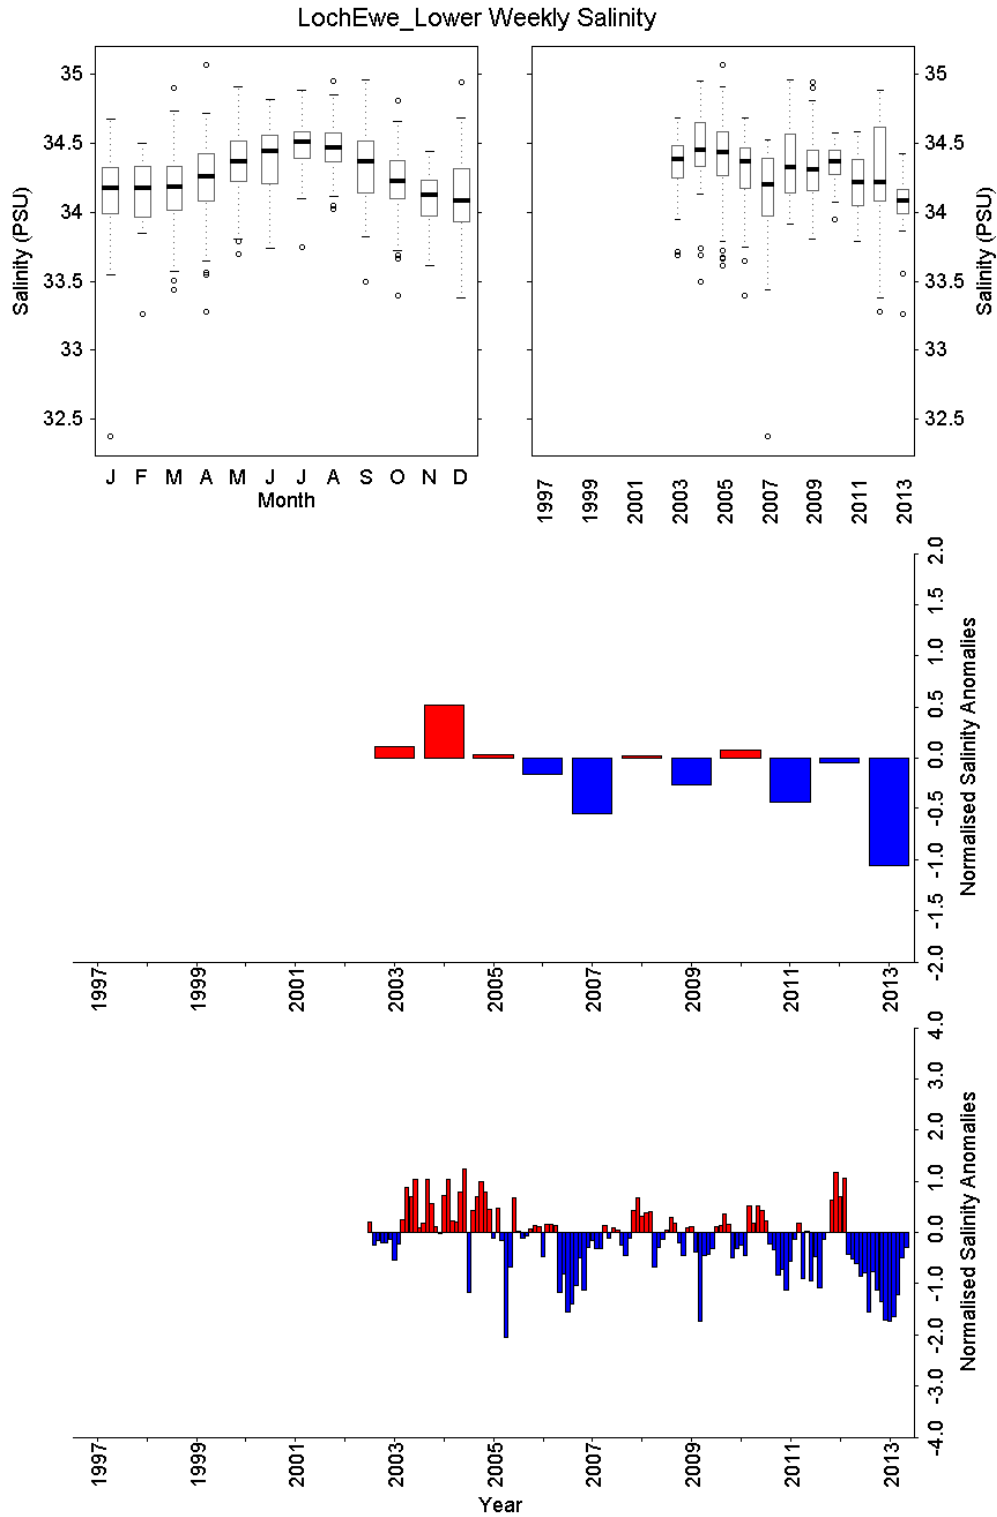 LochEwe_Lower Weekly Salinity
35
34.5
34
33.5
33
32.5
Salinity (PSU)
J F M A M J J A S O N D
Month
35
34.5
34
33.5
33
32.5
Salinity (PSU)
1997 1999 2001 2003 2005 2007 2009 2011 2013
2.0
1.5
1.0
0.5
0.0
-0.5
-1.0
-1.5
-2.0
Normalised Salinity Anomalies
1997 1999 2001 2003 2005 2007 2009 2011 2013
4.0
3.0
2.0
1.0
0.0
-1.0
-2.0
-3.0
-4.0
Normalised Salinity Anomalies
1997 1999 2001 2003 2005 2007 2009 2011 2013
Year